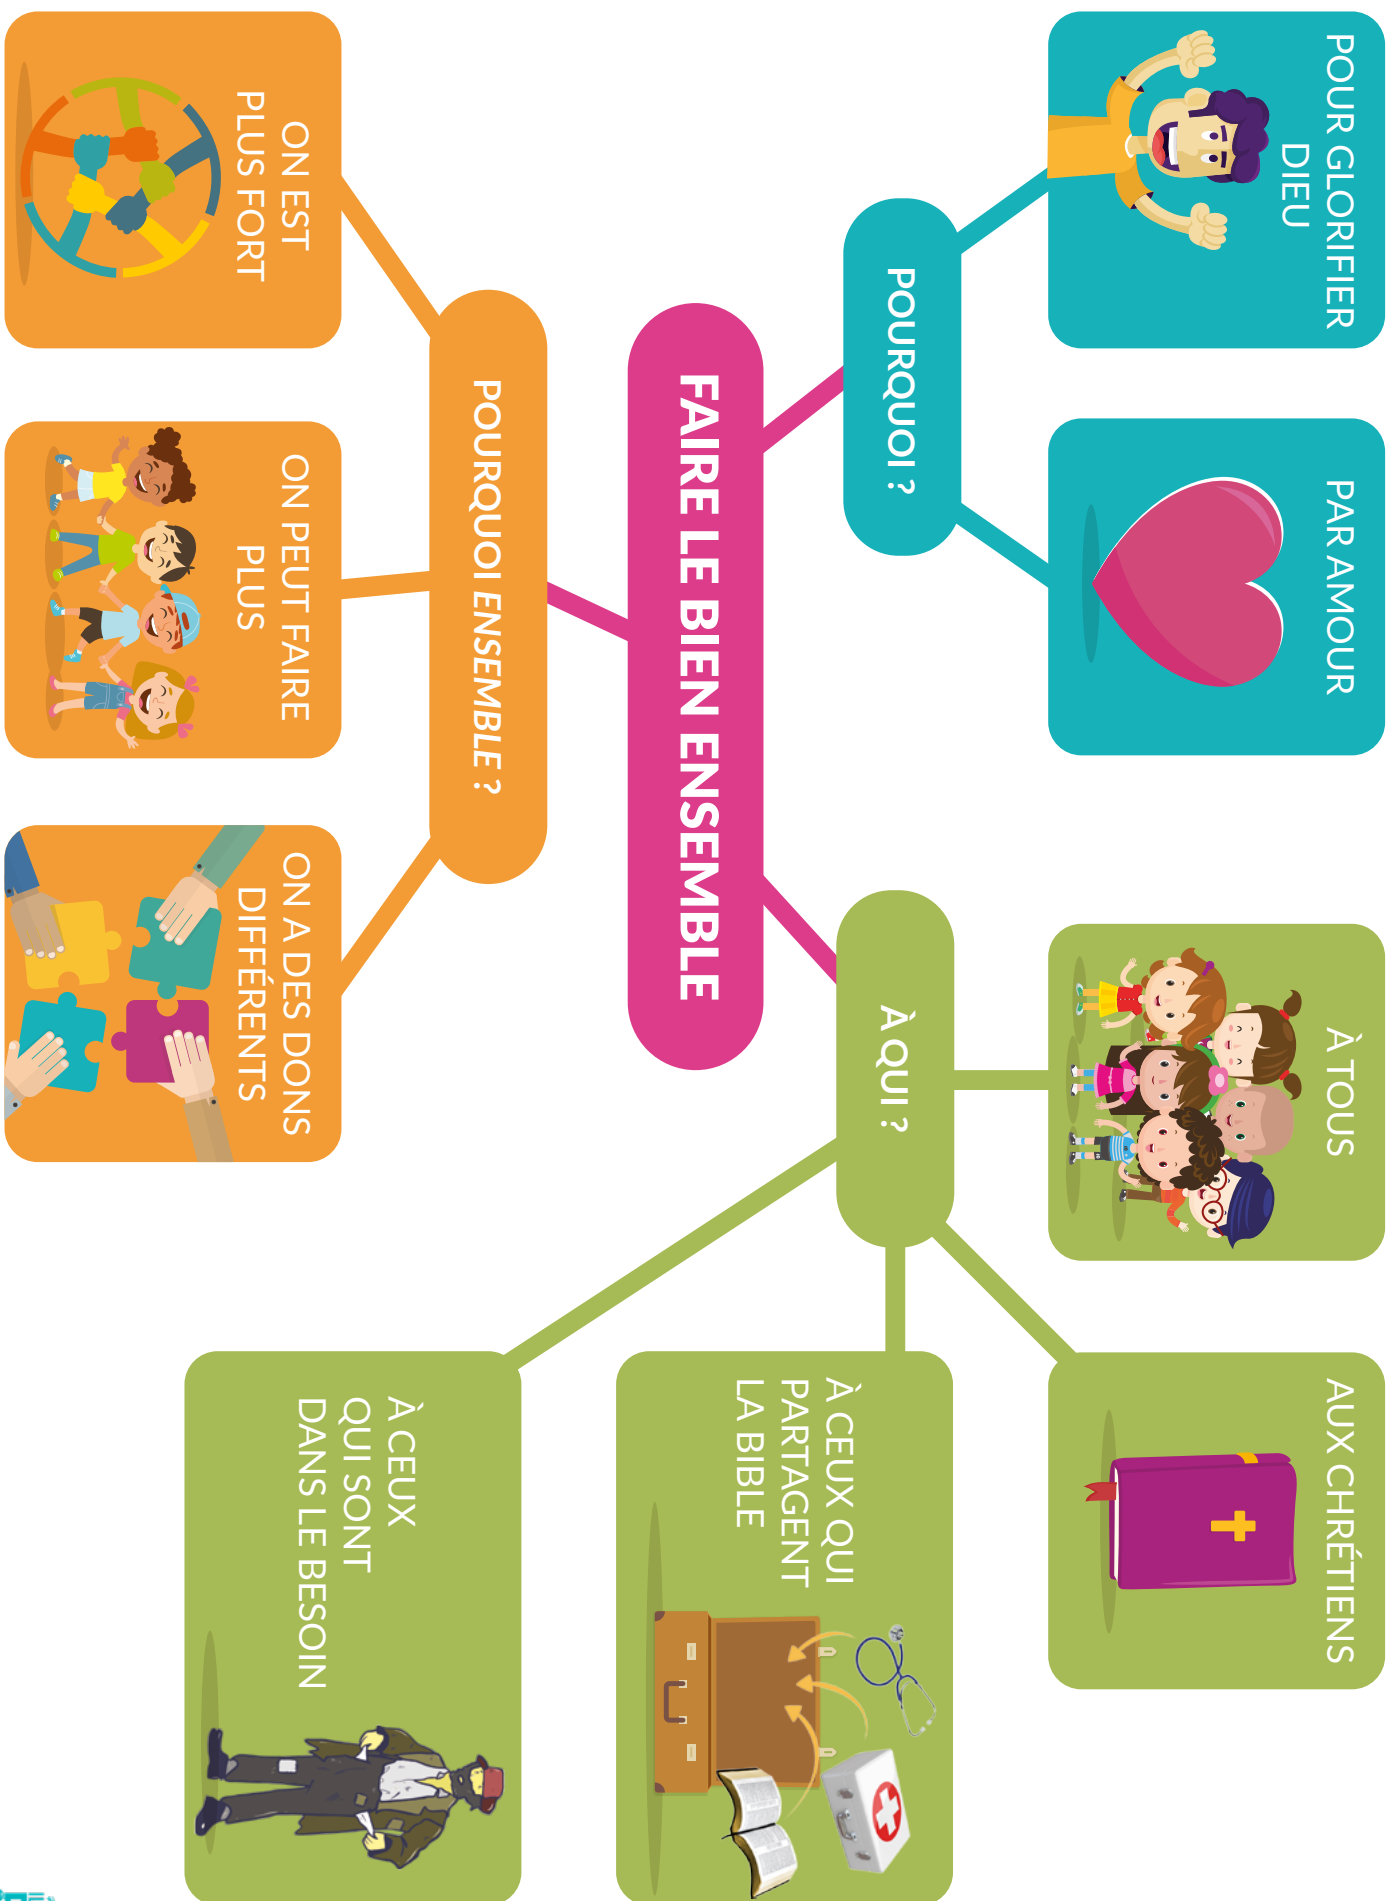 POUR GLORIFIER
DIEU
PAR AMOUR
À TOUS
AUX CHRÉTIENS
POURQUOI ?
À QUI ?
À CEUX QUI
PARTAGENT
LA BIBLE
FAIRE LE BIEN ENSEMBLE
POURQUOI ENSEMBLE ?
À CEUX
QUI SONT
DANS LE BESOIN
ON EST
PLUS FORT
ON PEUT FAIRE
PLUS
ON A DES DONS
DIFFÉRENTS